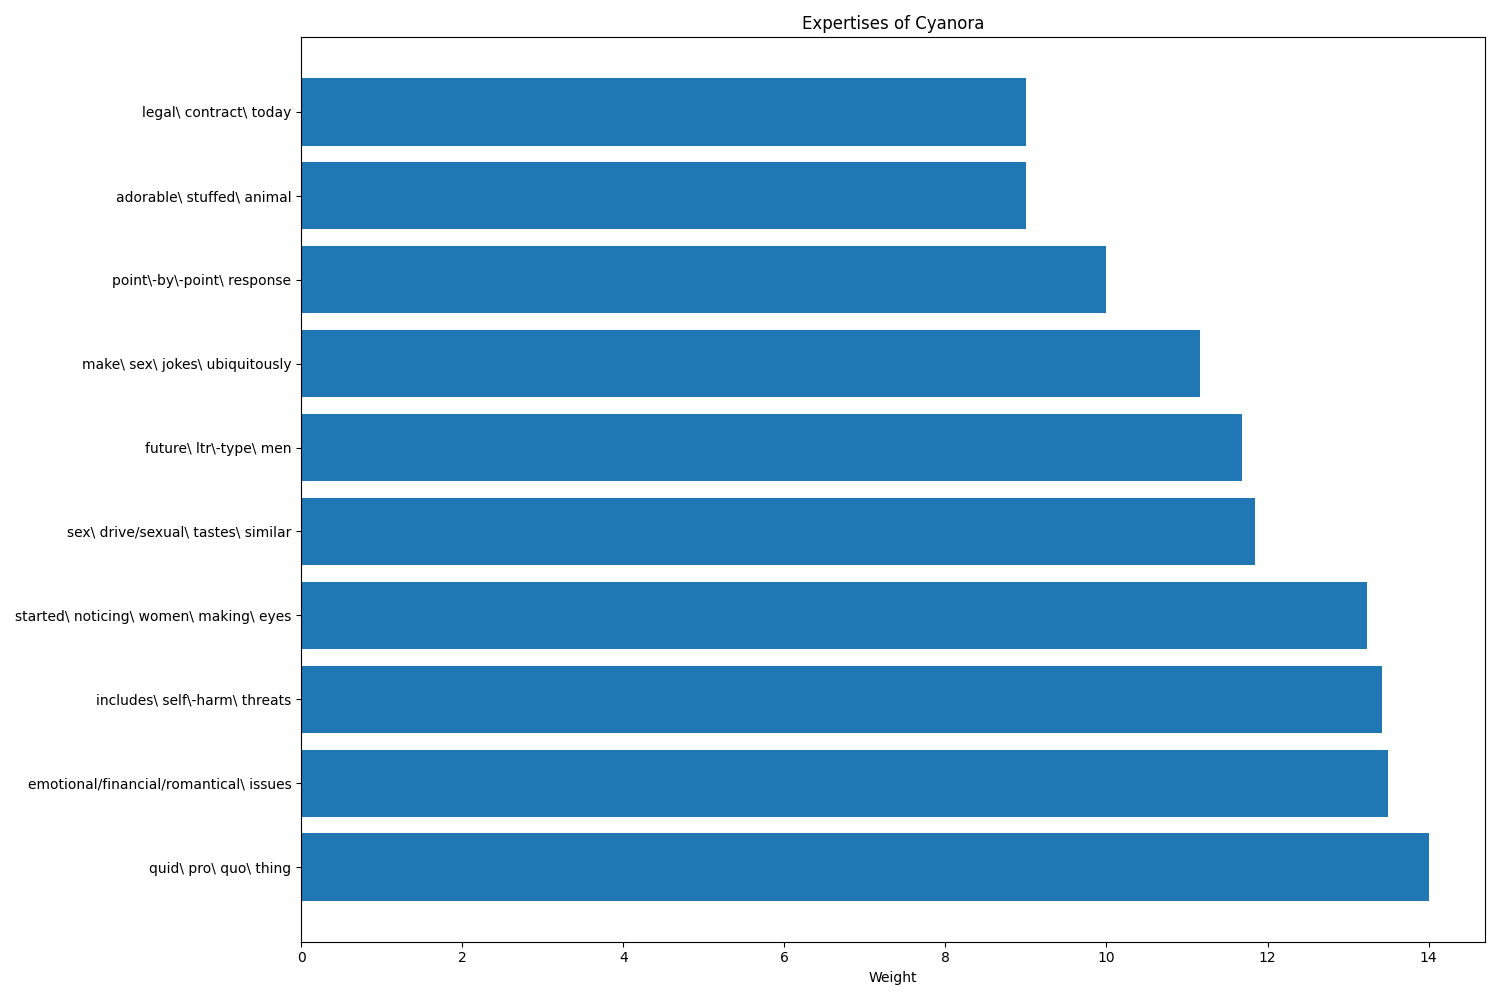 Expertises of Cyanora
legal\ contract\ today
adorable\ stuffed\ animal
point\-by\-point\ response
make\ sex\ jokes\ ubiquitously
future\ ltr\-type\ men
sex\ drive/sexual\ tastes\ similar
started\ noticing\ women\ making\ eyes
includes\ self\-harm\ threats
emotional/financial/romantical\ issues
quid\ pro\ quo\ thing
0 2 4 6 8 10 12 14
Weight